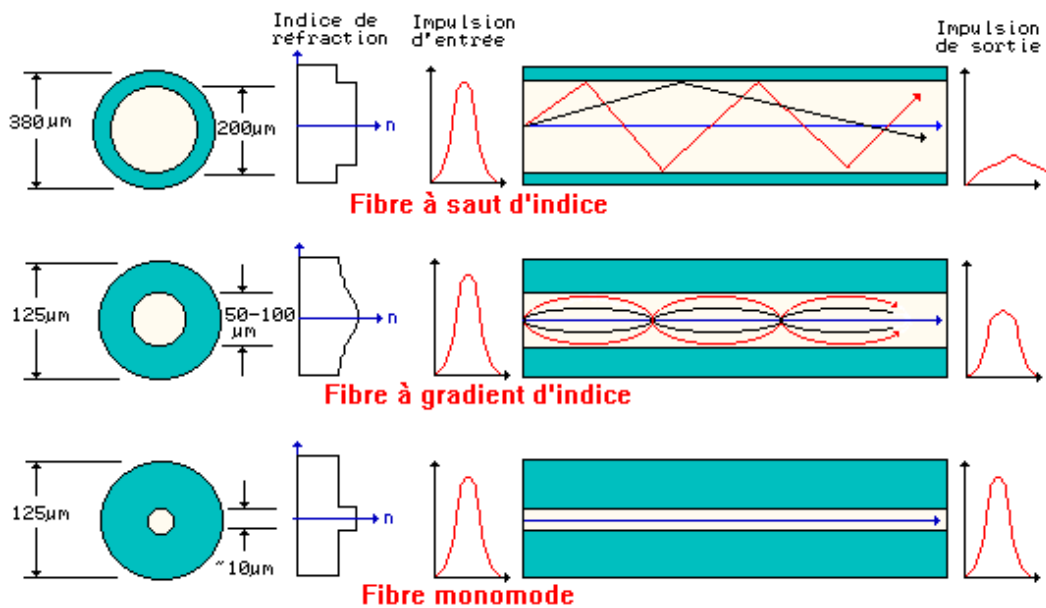 Indice de
réfraction
Impulsion
d'entrée
Impulsion
de sortie
380µm
200µm
n
Fibre à saut d'indice
125µm
50-100
µm
n
Fibre à gradient d'indice
125µm
~10µm
n
Fibre monomode